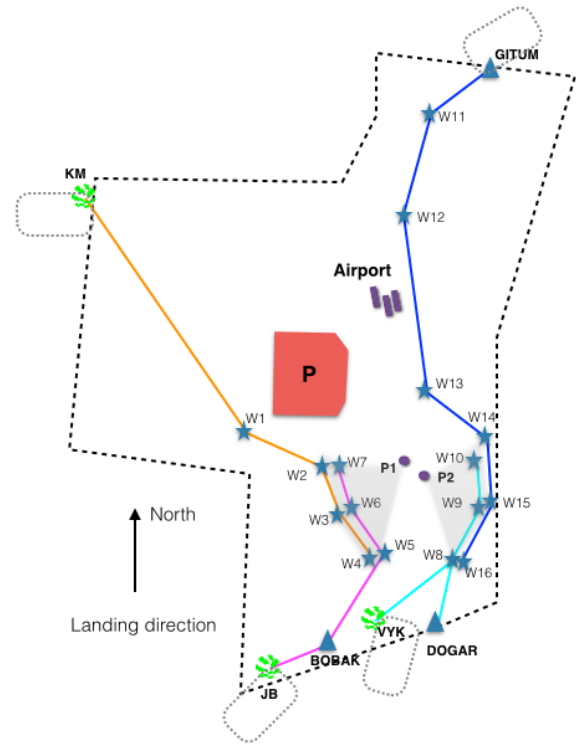 GITUM
W11
KM
W12
Airport
P
W13
W1
W14
W2
W7
P1
W10
P2
W6
W3
W9
W15
North
W5
W4
W8
W16
Landing direction
VYK
BOBAK
DOGAR
JB